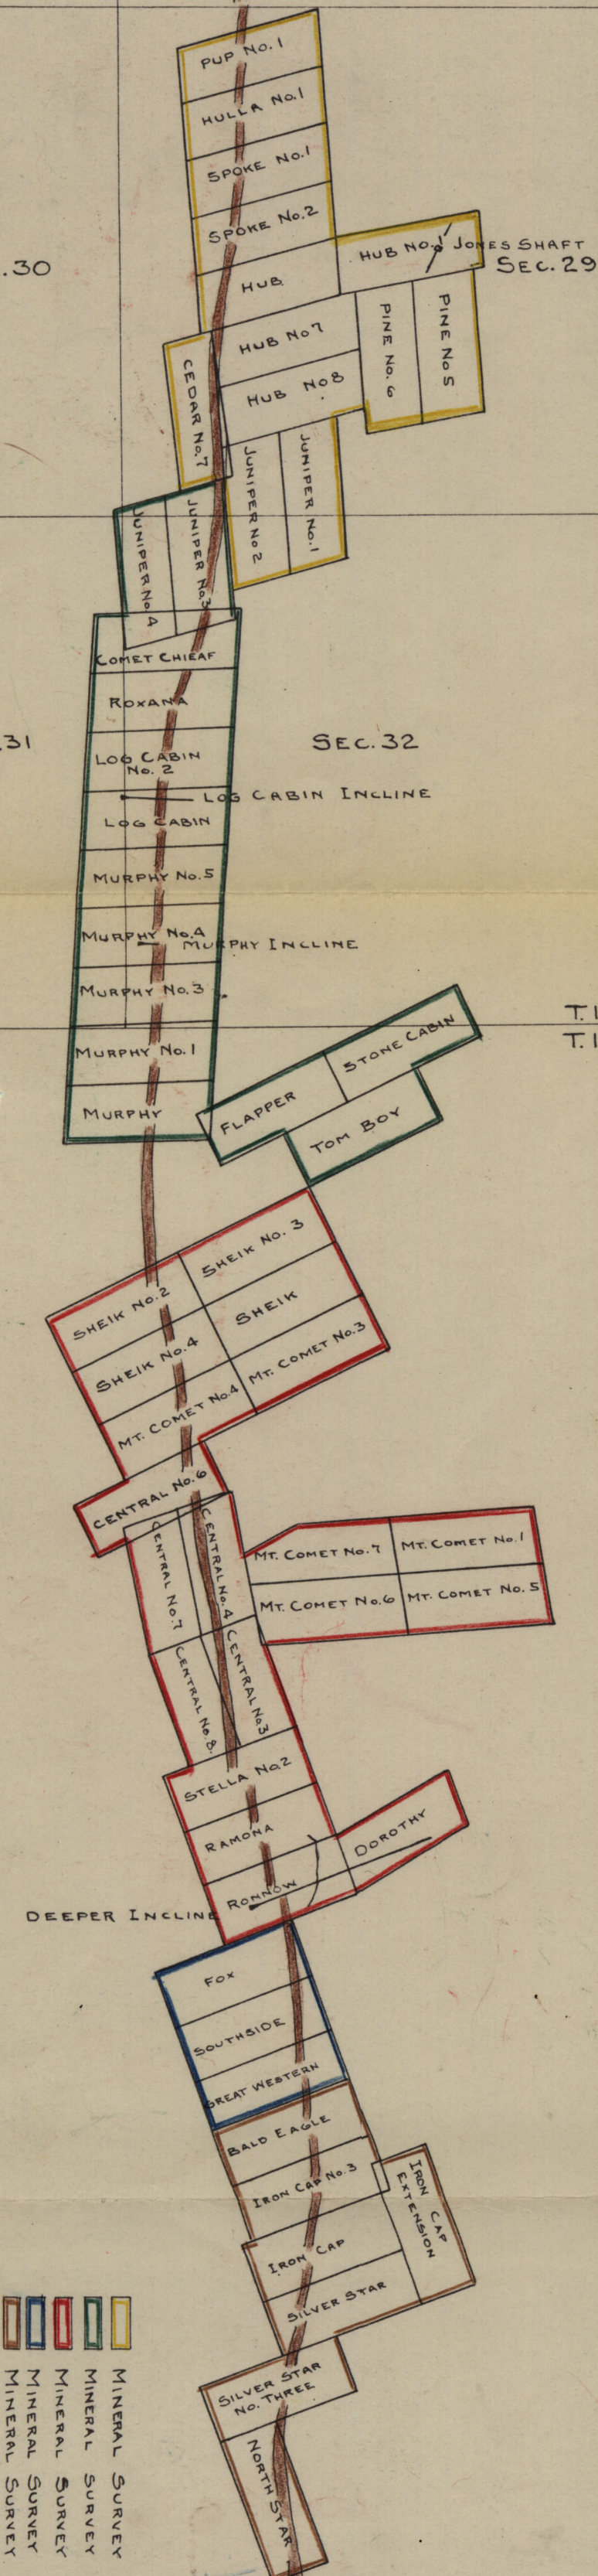 PUP No. 1
HULLA No.1
SPOKE No.1
SPOKE No.2
HUB No.1
JONES SHAFT
.30
SEC. 29
HUB
HUB No 7
PINE No. 6
PINE No 5
CEDAR No.7
HUB No 8
JUNIPER No 2
JUNIPER No.1
JUNIPER No. 4
JUNIPER No.3
COMET CHIEAF
ROXANA
31
SEC. 32
LOG CABIN
No. 2
LOG CABIN INCLINE
LOG CABIN
MURPHY No.5
MURPHY No.4
MURPHY INCLINE
MURPHY No.3
T. 1
T. 1
MURPHY No.1
STONE CABIN
FLAPPER
MURPHY
TOM BOY
SHEIK No. 3
SHEIK No.2
SHEIK
SHEIK No.4
MT. COMET No.3
MT. COMET No.4
CENTRAL No.6
CENTRAL No.7
CENTRAL No.4
MT. COMET No.7
MT. COMET No.1
MT. COMET No.6
MT. COMET No. 5
CENTRAL No.8.
CENTRAL No.3
STELLA No.2
RAMONA
DOROTHY
RONNOW
DEEPER INCLINE
FOX
SOUTHSIDE
GREAT WESTERN
BALD EAGLE
IRON CAP No.3
IRON CAP
EXTENSION
IRON CAP
SILVER STAR
SILVER STAR
No. THREE
NORTH STAR
MINERAL SURVEY
MINERAL SURVEY
MINERAL SURVEY
MINERAL SURVEY
MINERAL SURVEY